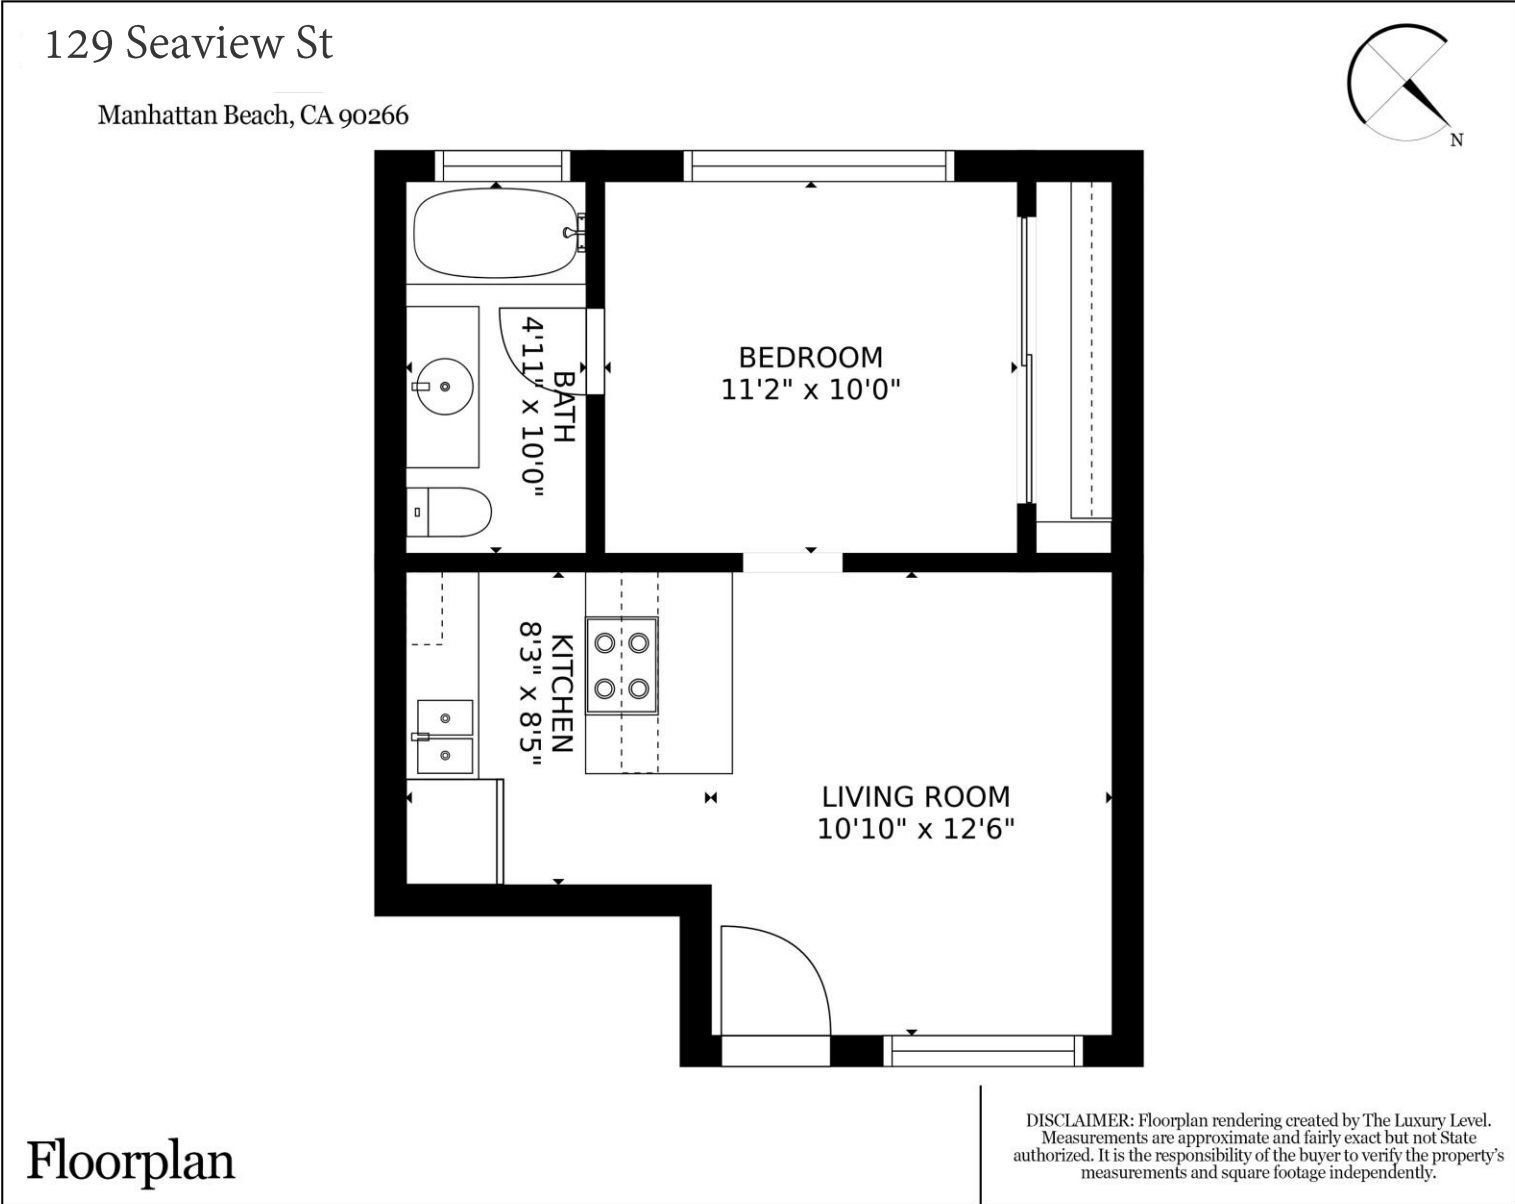 129 Seaview St
Manhattan Beach, CA 90266
N
BATH
4'11" x 10'0"
BEDROOM
11'2" x 10'0"
KITCHEN
8'3" x 8'5"
LIVING ROOM
10'10" x 12'6"
Floorplan
DISCLAIMER: Floorplan rendering created by The Luxury Level.
Measurements are approximate and fairly exact but not State
authorized. It is the responsibility of the buyer to verify the property's
measurements and square footage independently.